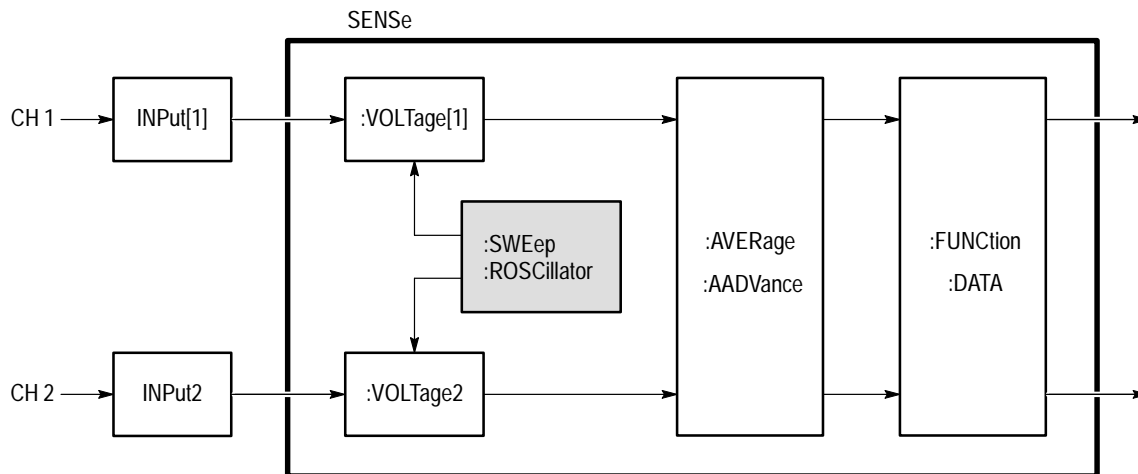 SENSe
CH 1
INPut[1]
:VOLTage[1]
:SWEep
:ROSCillator
:AVERage
:AADVance
:FUNCtion
:DATA
CH 2
INPut2
:VOLTage2